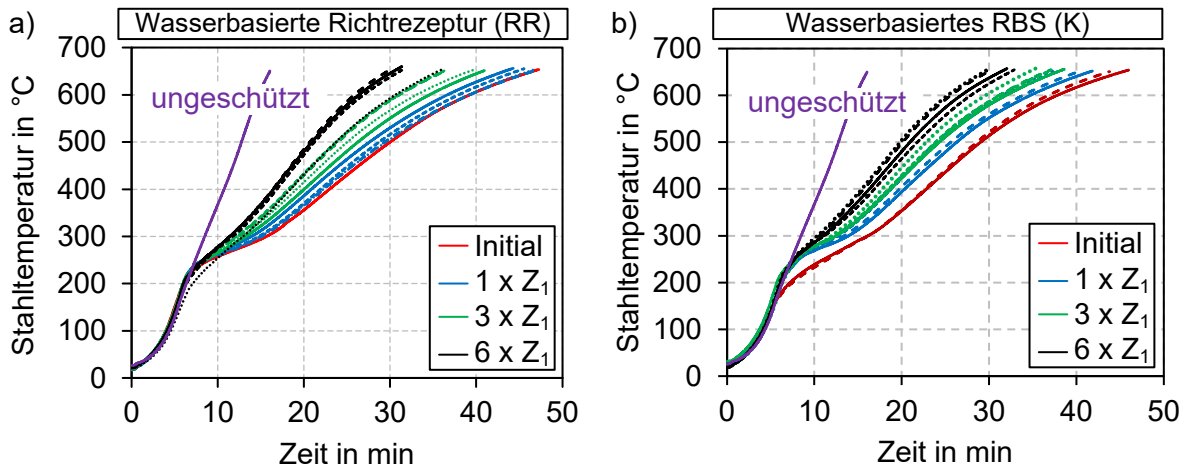 a)
Wasserbasierte Richtrezeptur (RR)
Stahltemperatur in °C
700
600
500
400
300
200
100
0
ungeschützt
Initial
1 x Z₁
3 x Z₁
6 x Z₁
0 10 20 30 40 50
Zeit in min
b)
Wasserbasiertes RBS (K)
Stahltemperatur in °C
700
600
500
400
300
200
100
0
ungeschützt
Initial
1 x Z₁
3 x Z₁
6 x Z₁
0 10 20 30 40 50
Zeit in min